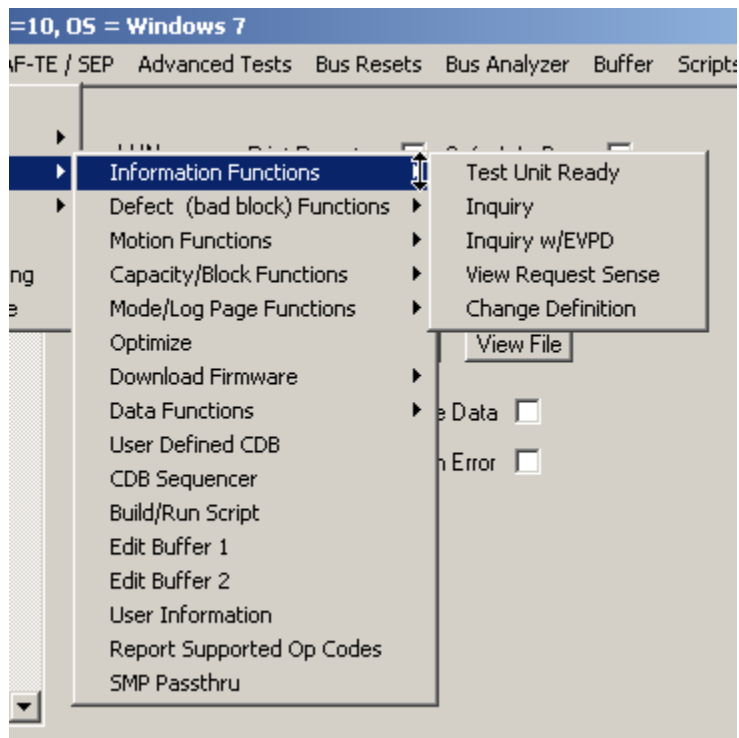 =10, OS = Windows 7
AF-TE / SEP Advanced Tests Bus Resets Bus Analyzer Buffer Scripts
Information Functions
Test Unit Ready
Defect (bad block) Functions
Inquiry
Motion Functions
Inquiry w/EVPD
ng
Capacity/Block Functions
View Request Sense
Mode/Log Page Functions
Change Definition
Optimize
View File
Download Firmware
Data Functions
e Data
User Defined CDB
CDB Sequencer
n Error
Build/Run Script
Edit Buffer 1
Edit Buffer 2
User Information
Report Supported Op Codes
SMP Passthru